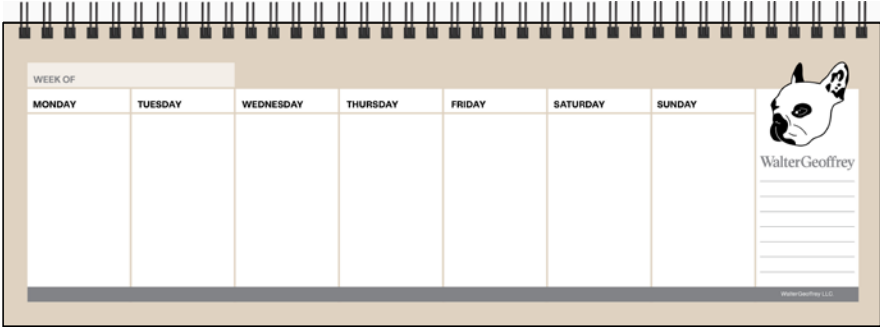 WEEK OF
MONDAY TUESDAY WEDNESDAY THURSDAY FRIDAY SATURDAY SUNDAY
WalterGeoffrey
WalterGeoffrey LLC